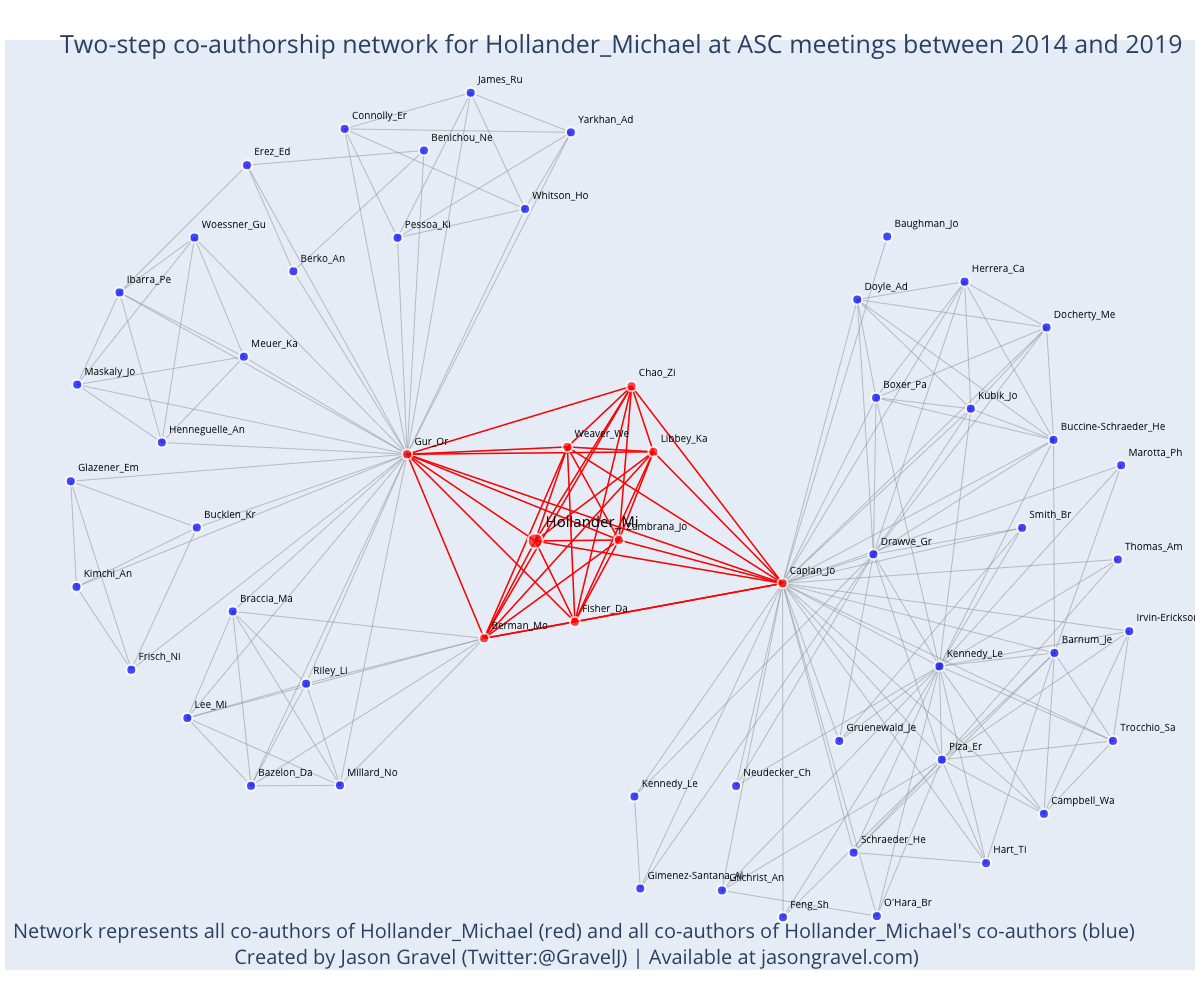 Two-step co-authorship network for Hollander_Michael at ASC meetings between 2014 and 2019
James_Ru
Connolly_Er
Yarkhan_Ad
Benichou_Ne
Erez_Ed
Whitson_Ho
Woessner_Gu
Pessoa_Ki
Baughman_Jo
Berko_An
Herrera_Ca
Ibarra_Pe
Doyle_Ad
Docherty_Me
Meuer_Ka
Maskaly_Jo
Chao_Zi
Boxer_Pa
Kubik_Jo
Henneguelle_An
Gur_Or
Weaver_We
Libbey_Ka
Buccine-Schraeder_He
Marotta_Ph
Glazener_Em
Bucklen_Kr
Hollander_Mi
Zambrana_Jo
Smith_Br
Drawve_Gr
Thomas_Am
Kimchi_An
Caplan_Jo
Braccia_Ma
Fisher_Da
Berman_Mo
Irvin-Erickson
Barnum_Je
Frisch_Ni
Riley_Li
Kennedy_Le
Lee_Mi
Gruenewald_Je
Trocchio_Sa
Piza_Er
Bazelon_Da
Millard_No
Kennedy_Le
Neudecker_Ch
Campbell_Wa
Schraeder_He
Hart_Ti
Gimenez-Santana_Al
Gilchrist_An
Feng_Sh
O'Hara_Br
Network represents all co-authors of Hollander_Michael (red) and all co-authors of Hollander_Michael's co-authors (blue)
Created by Jason Gravel (Twitter:@GravelJ) | Available at jasongravel.com)